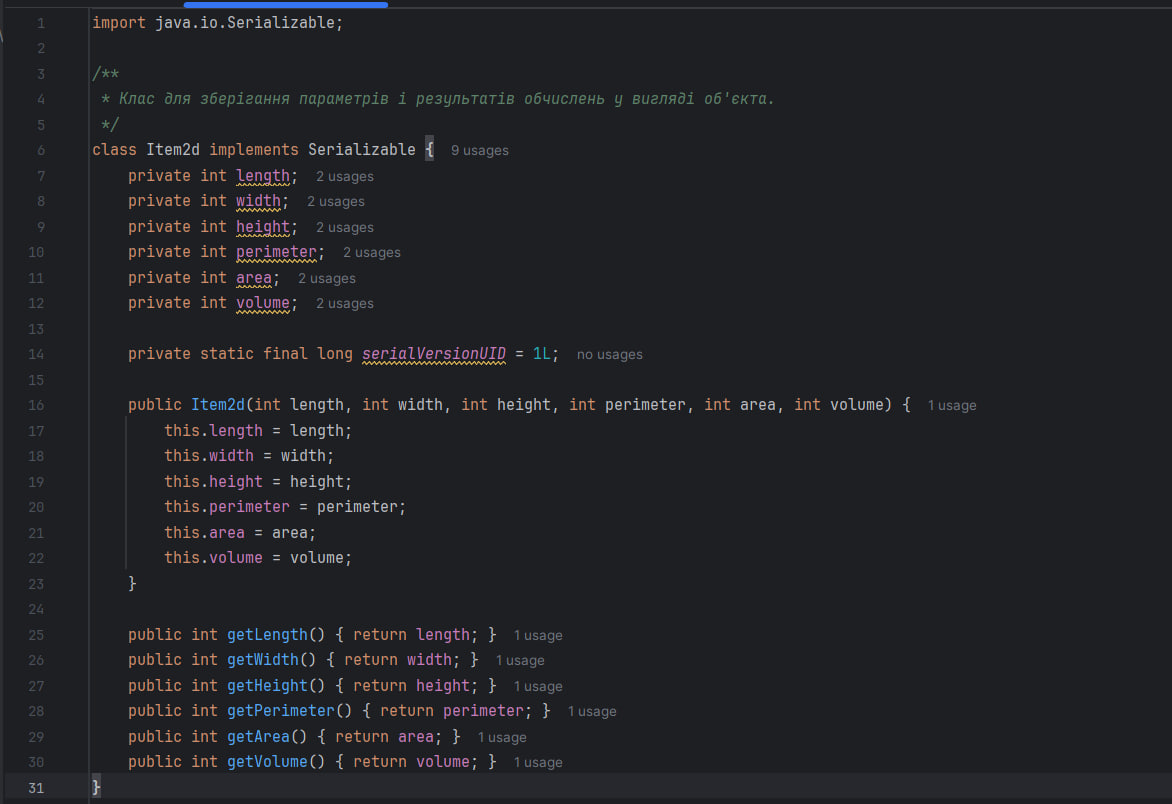 1 import java.io.Serializable;
2
3 /**
4 * Клас для зберігання параметрів і результатів обчислень у вигляді об'єкта.
5 */
6 class Item2d implements Serializable { 9 usages
7 private int length; 2 usages
8 private int width; 2 usages
9 private int height; 2 usages
10 private int perimeter; 2 usages
11 private int area; 2 usages
12 private int volume; 2 usages
13
14 private static final long serialVersionUID = 1L; no usages
15
16 public Item2d(int length, int width, int height, int perimeter, int area, int volume) { 1 usage
17 this.length = length;
18 this.width = width;
19 this.height = height;
20 this.perimeter = perimeter;
21 this.area = area;
22 this.volume = volume;
23 }
24
25 public int getLength() { return length; } 1 usage
26 public int getWidth() { return width; } 1 usage
27 public int getHeight() { return height; } 1 usage
28 public int getPerimeter() { return perimeter; } 1 usage
29 public int getArea() { return area; } 1 usage
30 public int getVolume() { return volume; } 1 usage
31 }